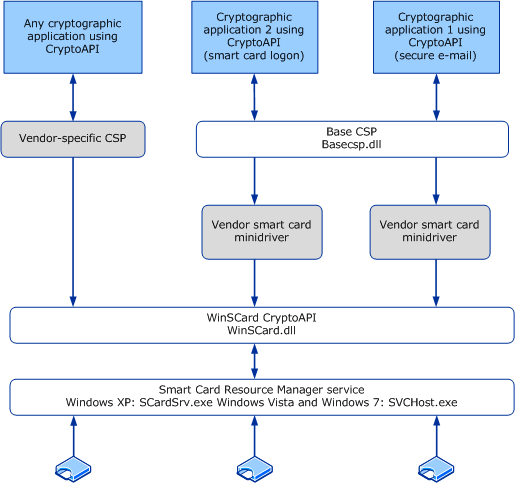 Any cryptographic
application using
CryptoAPI
Cryptographic
application 2 using
CryptoAPI
(smart card logon)
Cryptographic
application 1 using
CryptoAPI
(secure e-mail)
Vendor-specific CSP
Base CSP
Basecsp.dll
Vendor smart card
minidriver
Vendor smart card
minidriver
WinSCard CryptoAPI
WinSCard.dll
Smart Card Resource Manager service
Windows XP: SCardSrv.exe Windows Vista and Windows 7: SVCHost.exe